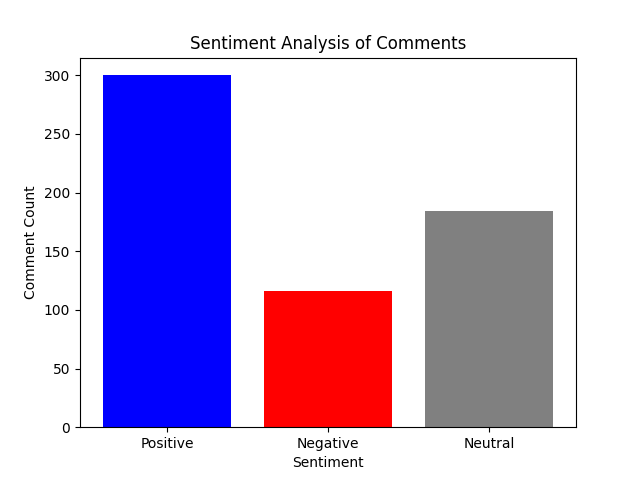 Sentiment Analysis of Comments
300
250
200
150
100
50
0
Comment Count
Positive Negative Neutral
Sentiment